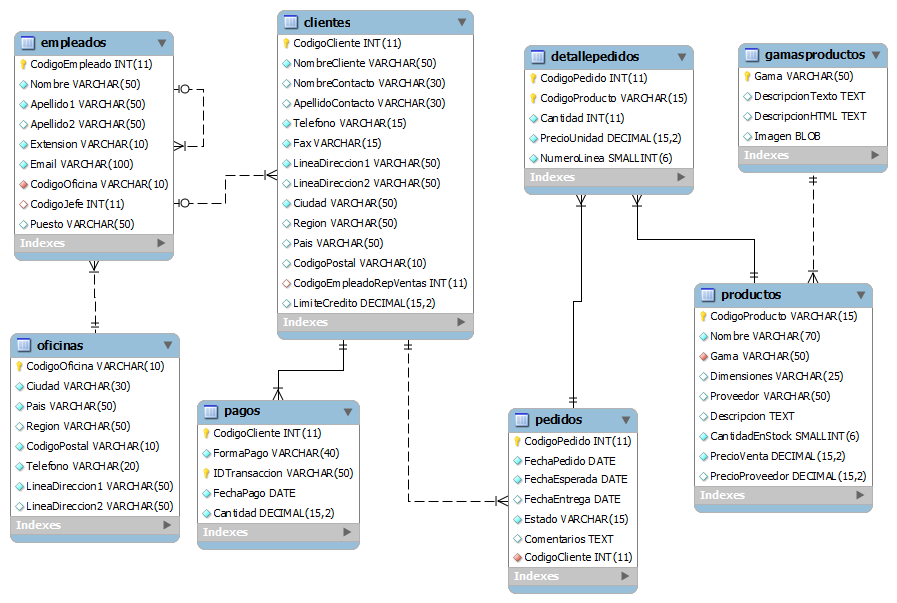 empleados
CodigoEmpleado INT(11)
Nombre VARCHAR(50)
Apellido1 VARCHAR(50)
Apellido2 VARCHAR(50)
Extension VARCHAR(10)
Email VARCHAR(100)
CodigoOficina VARCHAR(10)
CodigoJefe INT(11)
Puesto VARCHAR(50)
Indexes
clientes
CodigoCliente INT(11)
NombreCliente VARCHAR(50)
NombreContacto VARCHAR(30)
ApellidoContacto VARCHAR(30)
Telefono VARCHAR(15)
Fax VARCHAR(15)
LineaDireccion1 VARCHAR(50)
LineaDireccion2 VARCHAR(50)
Ciudad VARCHAR(50)
Region VARCHAR(50)
Pais VARCHAR(50)
CodigoPostal VARCHAR(10)
CodigoEmpleadoRepVentas INT(11)
LimiteCredito DECIMAL(15,2)
Indexes
detallepedidos
CodigoPedido INT(11)
CodigoProducto VARCHAR(15)
Cantidad INT(11)
PrecioUnidad DECIMAL(15,2)
NumeroLinea SMALLINT(6)
Indexes
gamasproductos
Gama VARCHAR(50)
DescripcionTexto TEXT
DescripcionHTML TEXT
Imagen BLOB
Indexes
oficinas
CodigoOficina VARCHAR(10)
Ciudad VARCHAR(30)
Pais VARCHAR(50)
Region VARCHAR(50)
CodigoPostal VARCHAR(10)
Telefono VARCHAR(20)
LineaDireccion1 VARCHAR(50)
LineaDireccion2 VARCHAR(50)
Indexes
pagos
CodigoCliente INT(11)
FormaPago VARCHAR(40)
IDTransaccion VARCHAR(50)
FechaPago DATE
Cantidad DECIMAL(15,2)
Indexes
pedidos
CodigoPedido INT(11)
FechaPedido DATE
FechaEsperada DATE
FechaEntrega DATE
Estado VARCHAR(15)
Comentarios TEXT
CodigoCliente INT(11)
Indexes
productos
CodigoProducto VARCHAR(15)
Nombre VARCHAR(70)
Gama VARCHAR(50)
Dimensiones VARCHAR(25)
Proveedor VARCHAR(50)
Descripcion TEXT
CantidadEnStock SMALLINT(6)
PrecioVenta DECIMAL(15,2)
PrecioProveedor DECIMAL(15,2)
Indexes